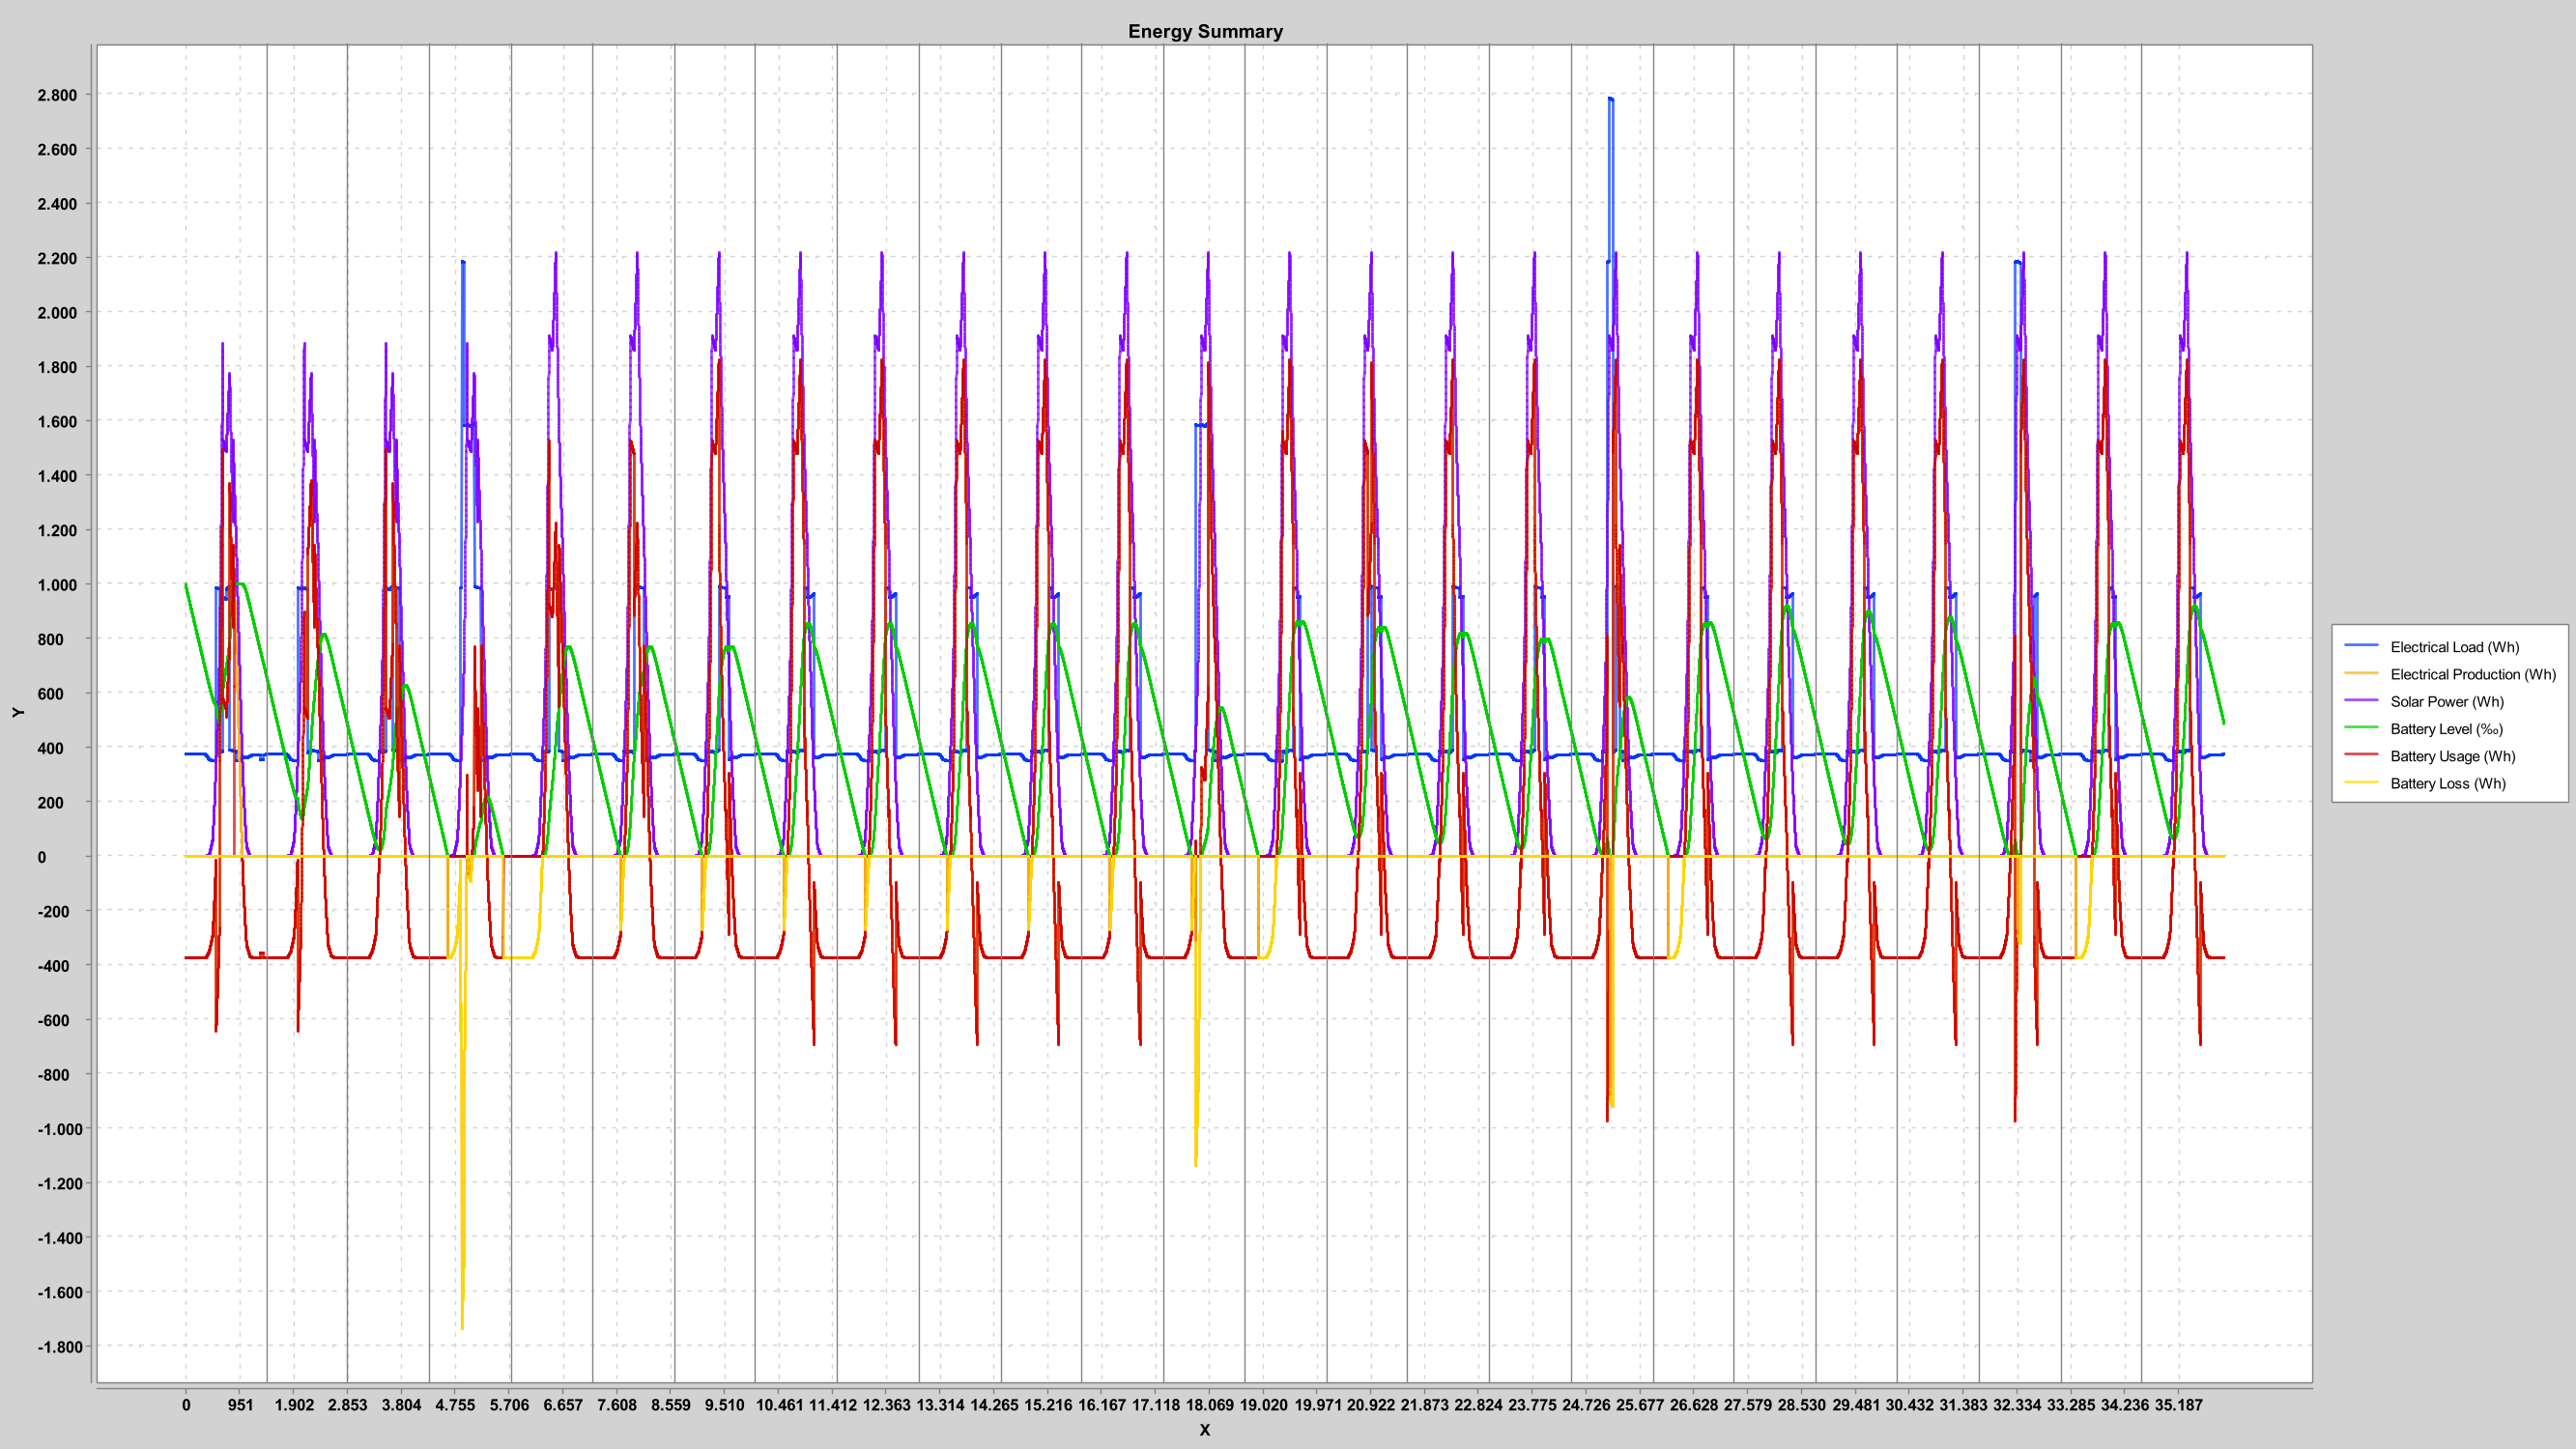 Energy Summary
2.800
2.600
2.400
2.200
2.000
1.800
1.600
1.400
1.200
1.000
800
600
400
200
0
-200
-400
-600
-800
-1.000
-1.200
-1.400
-1.600
-1.800
Y
0 951 1.902 2.853 3.804 4.755 5.706 6.657 7.608 8.559 9.510 10.461 11.412 12.363 13.314 14.265 15.216 16.167 17.118 18.069 19.020 19.971 20.922 21.873 22.824 23.775 24.726 25.677 26.628 27.579 28.530 29.481 30.432 31.383 32.334 33.285 34.236 35.187
X
Electrical Load (Wh)
Electrical Production (Wh)
Solar Power (Wh)
Battery Level (‰)
Battery Usage (Wh)
Battery Loss (Wh)